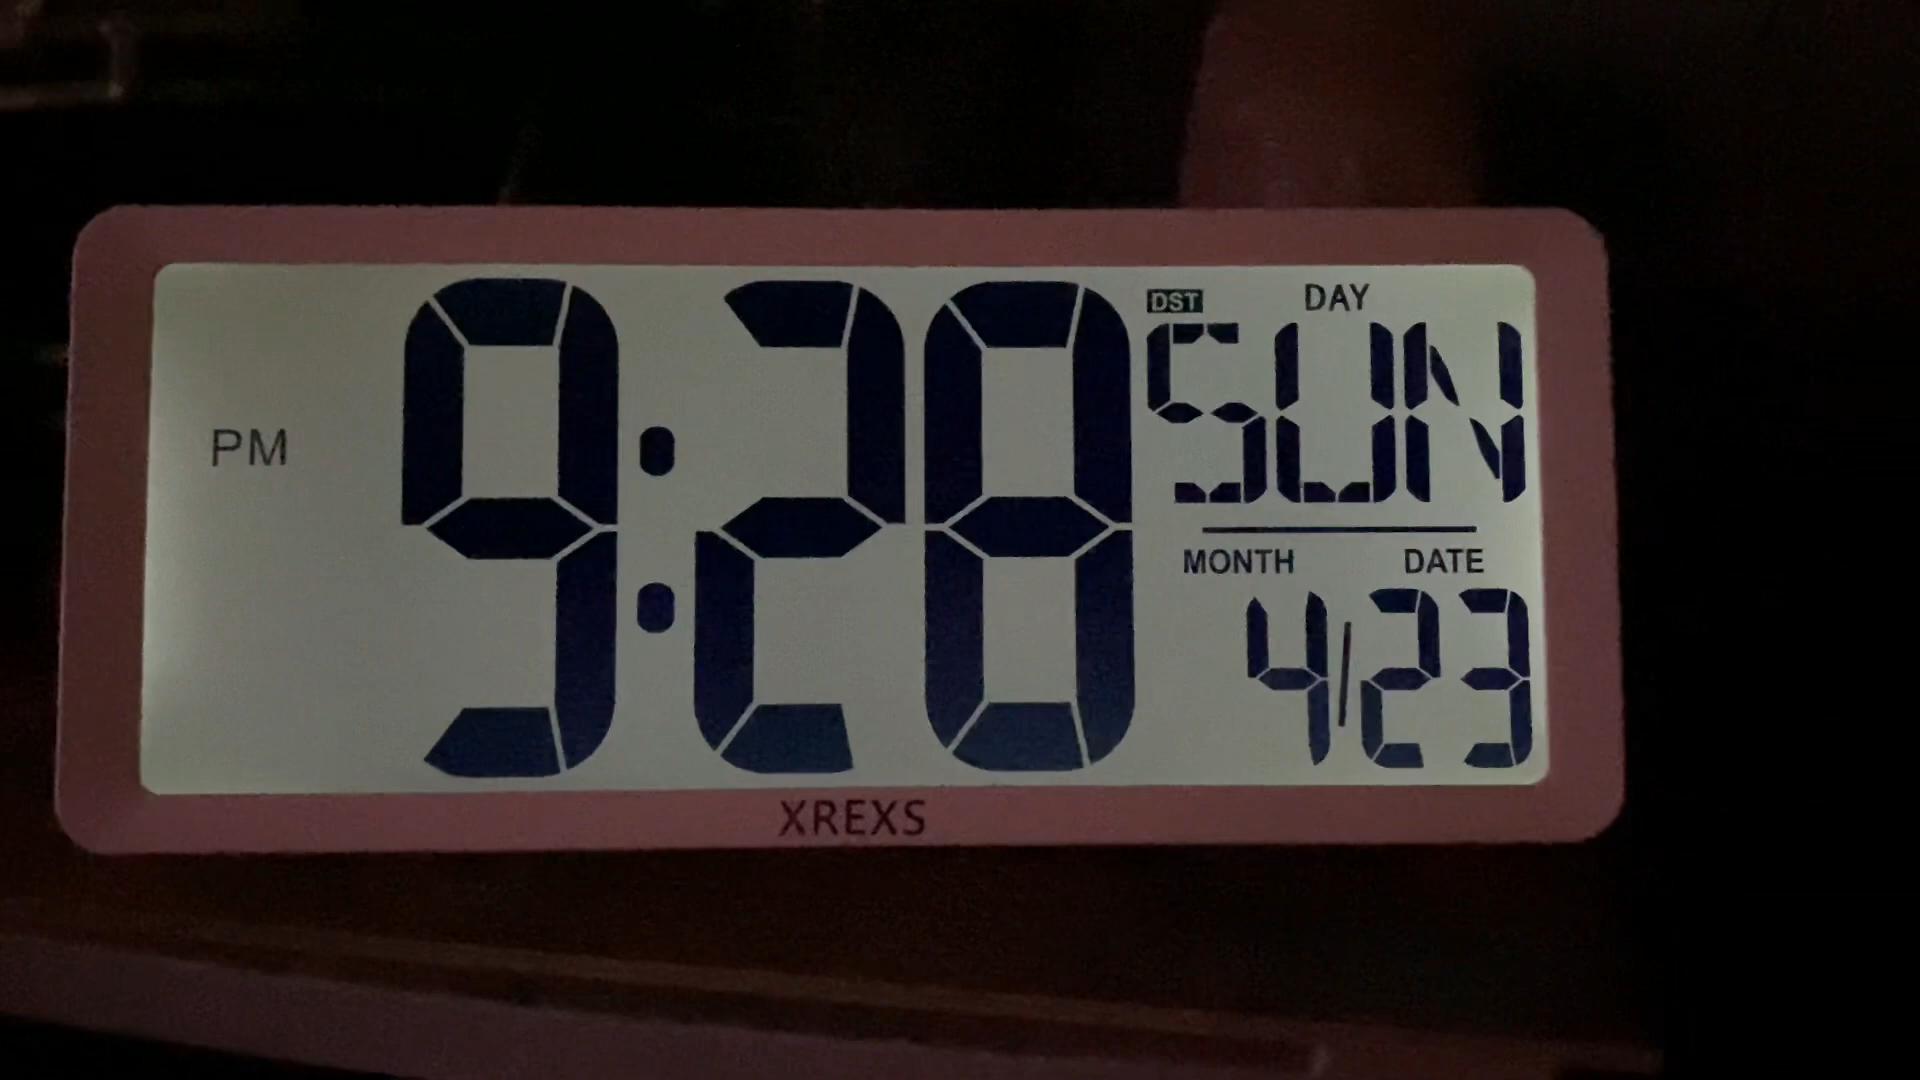 PM 9:28
DST DAY
SUN
MONTH DATE
4/23
XREXS